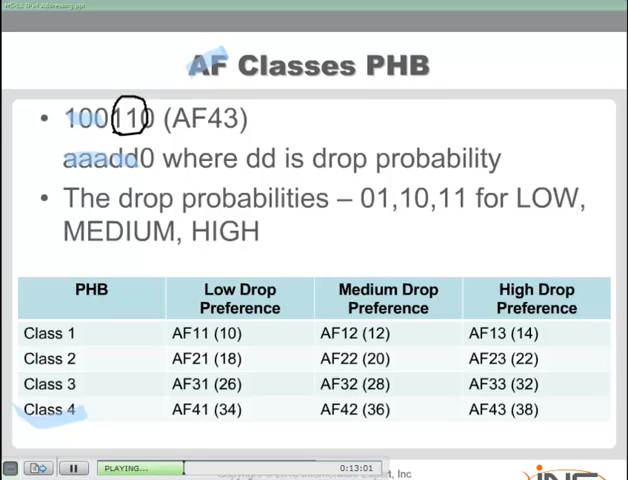 AF Classes PHB
• 100110 (AF43)
aaadd0 where dd is drop probability
• The drop probabilities – 01,10,11 for LOW,
MEDIUM, HIGH
PHB Low Drop Preference Medium Drop Preference High Drop Preference
Class 1 AF11 (10) AF12 (12) AF13 (14)
Class 2 AF21 (18) AF22 (20) AF23 (22)
Class 3 AF31 (26) AF32 (28) AF33 (32)
Class 4 AF41 (34) AF42 (36) AF43 (38)
PLAYING... 0:13:01